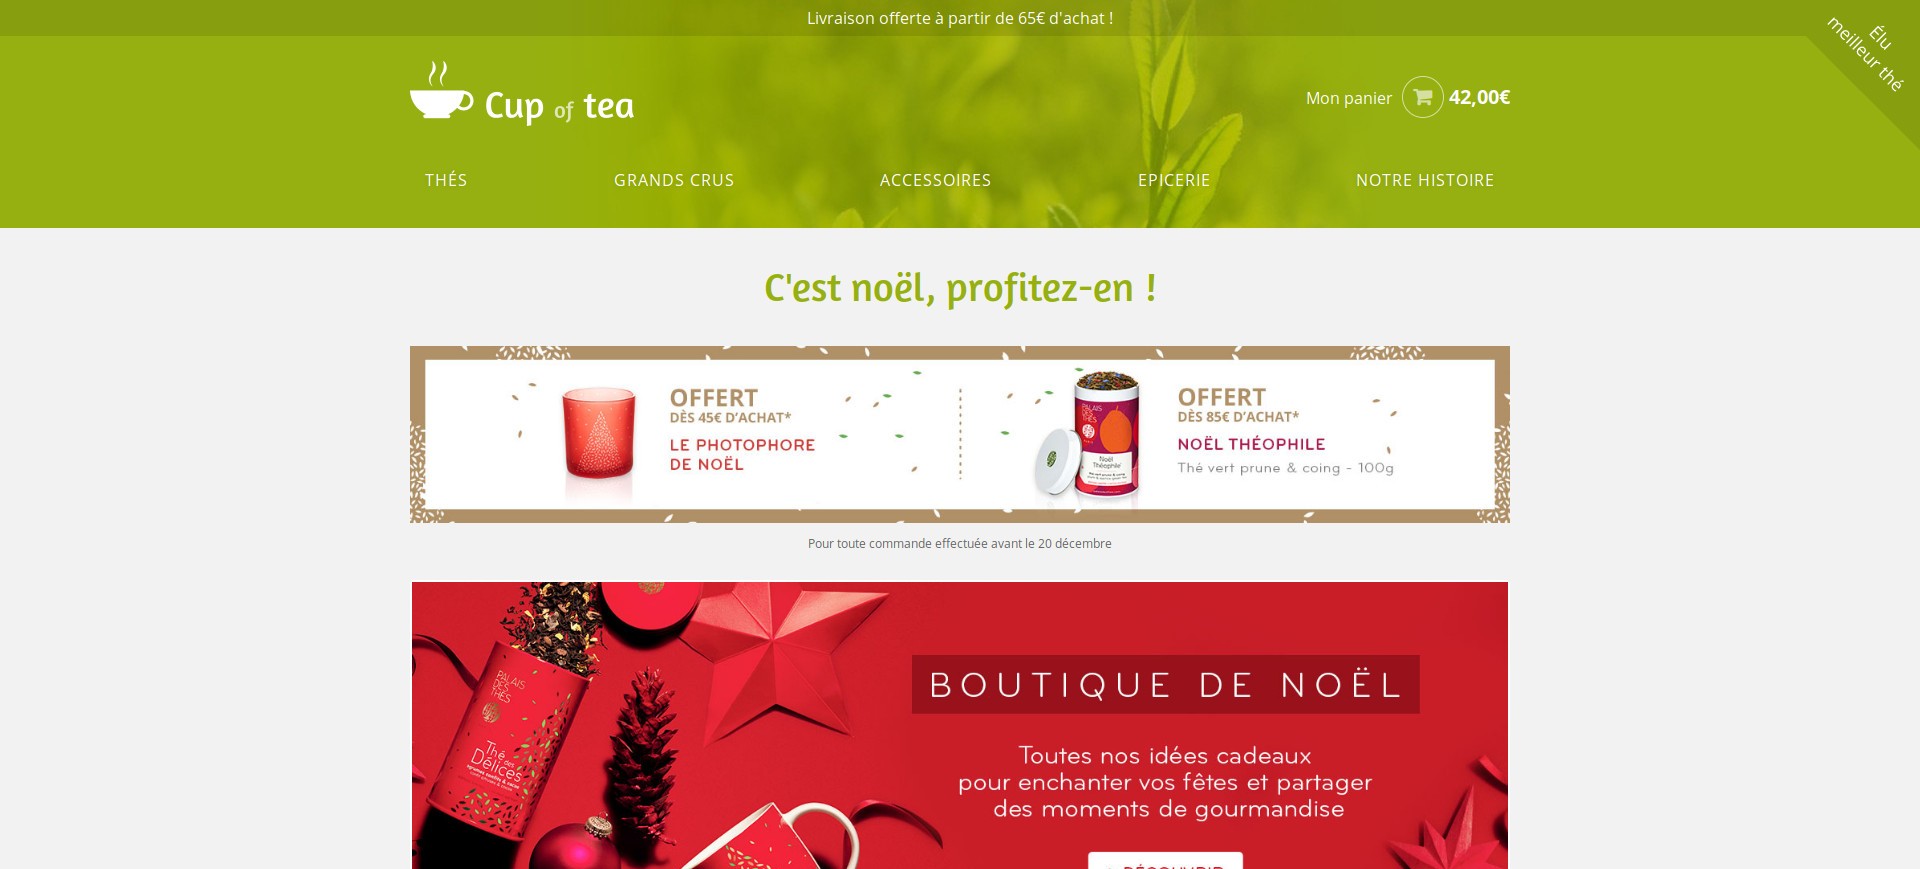 Livraison offerte à partir de 65€ d'achat !
Élu
meilleur thé
Cup of tea
Mon panier 42,00€
THÉS GRANDS CRUS ACCESSOIRES EPICERIE NOTRE HISTOIRE
C'est noël, profitez-en !
OFFERT
DÈS 45€ D'ACHAT*
LE PHOTOPHORE
DE NOËL
PALAIS
DES
THÉS
Noël
Théophile
OFFERT
DÈS 85€ D'ACHAT*
NOËL THÉOPHILE
Thé vert prune & coing - 100g
Pour toute commande effectuée avant le 20 décembre
PALAIS
DES
THÉS
Thé des
Délices
BOUTIQUE DE NOËL
Toutes nos idées cadeaux
pour enchanter vos fêtes et partager
des moments de gourmandise
DÉCOUVRIR